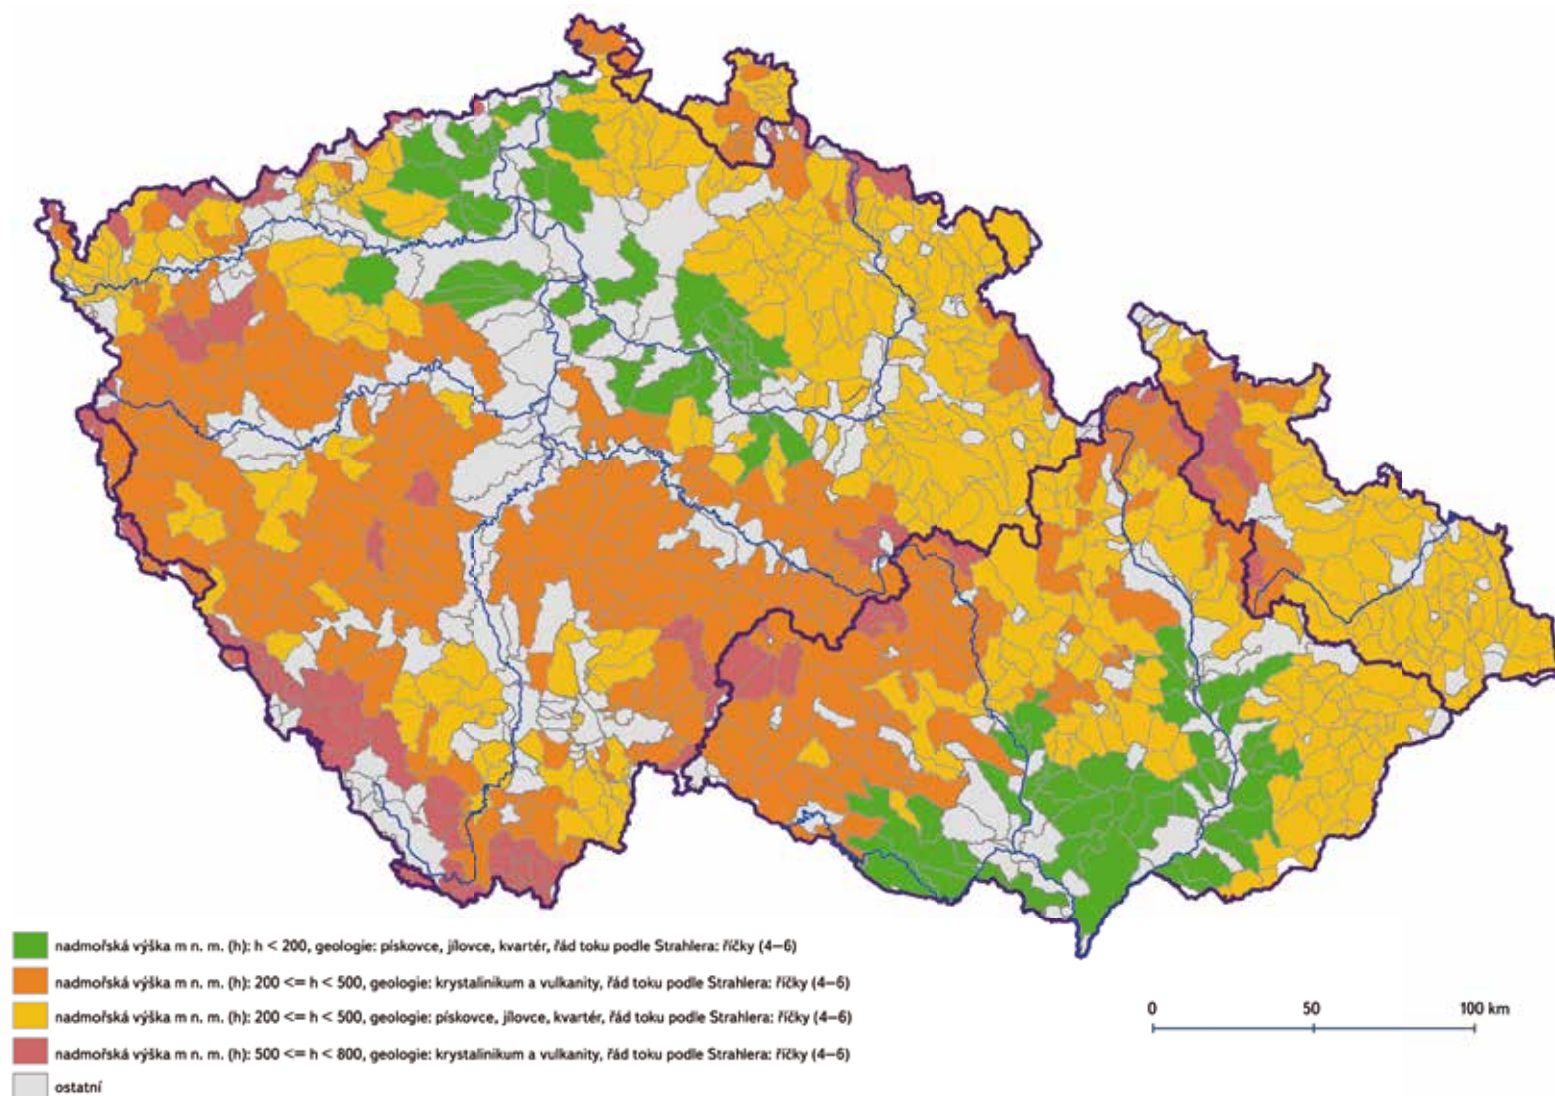 nadmořská výška m n. m. (h): h < 200, geologie: pískovce, jílovce, kvartér, řád toku podle Strahlera: říčky (4–6)
nadmořská výška m n. m. (h): 200 <= h < 500, geologie: krystalinikum a vulkanity, řád toku podle Strahlera: říčky (4–6)
nadmořská výška m n. m. (h): 200 <= h < 500, geologie: pískovce, jílovce, kvartér, řád toku podle Strahlera: říčky (4–6)
nadmořská výška m n. m. (h): 500 <= h < 800, geologie: krystalinikum a vulkanity, řád toku podle Strahlera: říčky (4–6)
ostatní
0 50 100 km